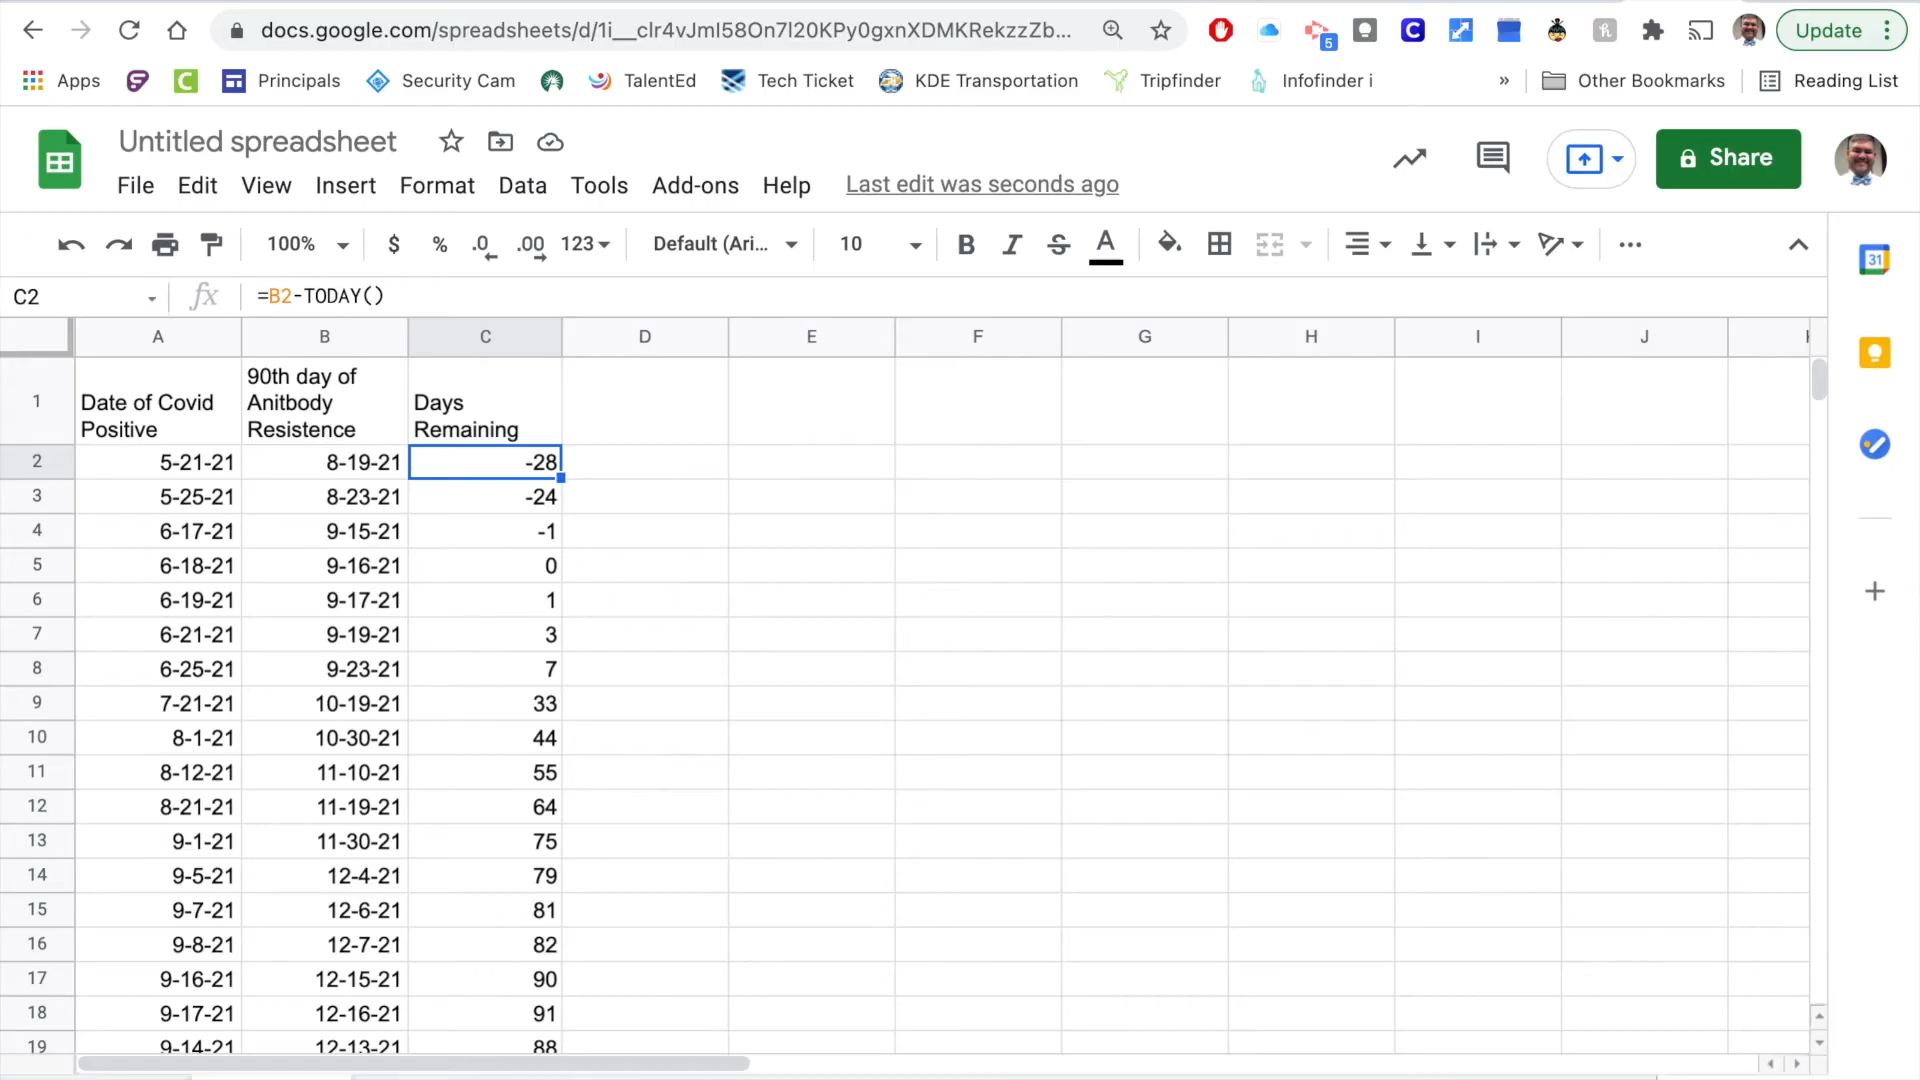 docs.google.com/spreadsheets/d/1i__clr4vJmI58On7l20KPy0gxnXDMKRekzzZb...
5
Update
Apps
Principals
Security Cam
TalentEd
Tech Ticket
KDE Transportation
Tripfinder
Infofinder i
»
Other Bookmarks
Reading List
Untitled spreadsheet
Share
File Edit View Insert Format Data Tools Add-ons Help Last edit was seconds ago
100% $ % .0 .00 123 Default (Ari... 10 B I S A
31
C2 fx =B2-TODAY()
A B C D E F G H I J
1
Date of Covid
Positive
90th day of
Anitbody
Resistence
Days
Remaining
2 5-21-21 8-19-21 -28
3 5-25-21 8-23-21 -24
4 6-17-21 9-15-21 -1
5 6-18-21 9-16-21 0
6 6-19-21 9-17-21 1
7 6-21-21 9-19-21 3
8 6-25-21 9-23-21 7
9 7-21-21 10-19-21 33
10 8-1-21 10-30-21 44
11 8-12-21 11-10-21 55
12 8-21-21 11-19-21 64
13 9-1-21 11-30-21 75
14 9-5-21 12-4-21 79
15 9-7-21 12-6-21 81
16 9-8-21 12-7-21 82
17 9-16-21 12-15-21 90
18 9-17-21 12-16-21 91
19 9-14-21 12-13-21 88